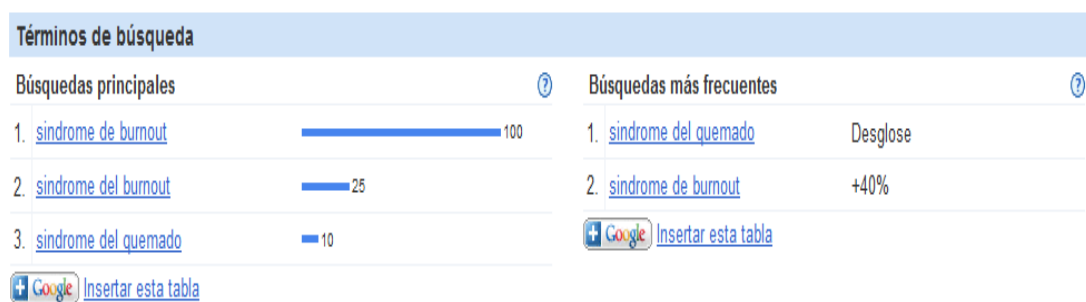 Términos de búsqueda
Búsquedas principales
1. sindrome de burnout 100
2. sindrome del burnout 25
3. sindrome del quemado 10
Google Insertar esta tabla
Búsquedas más frecuentes
1. sindrome del quemado Desglose
2. sindrome de burnout +40%
Google Insertar esta tabla